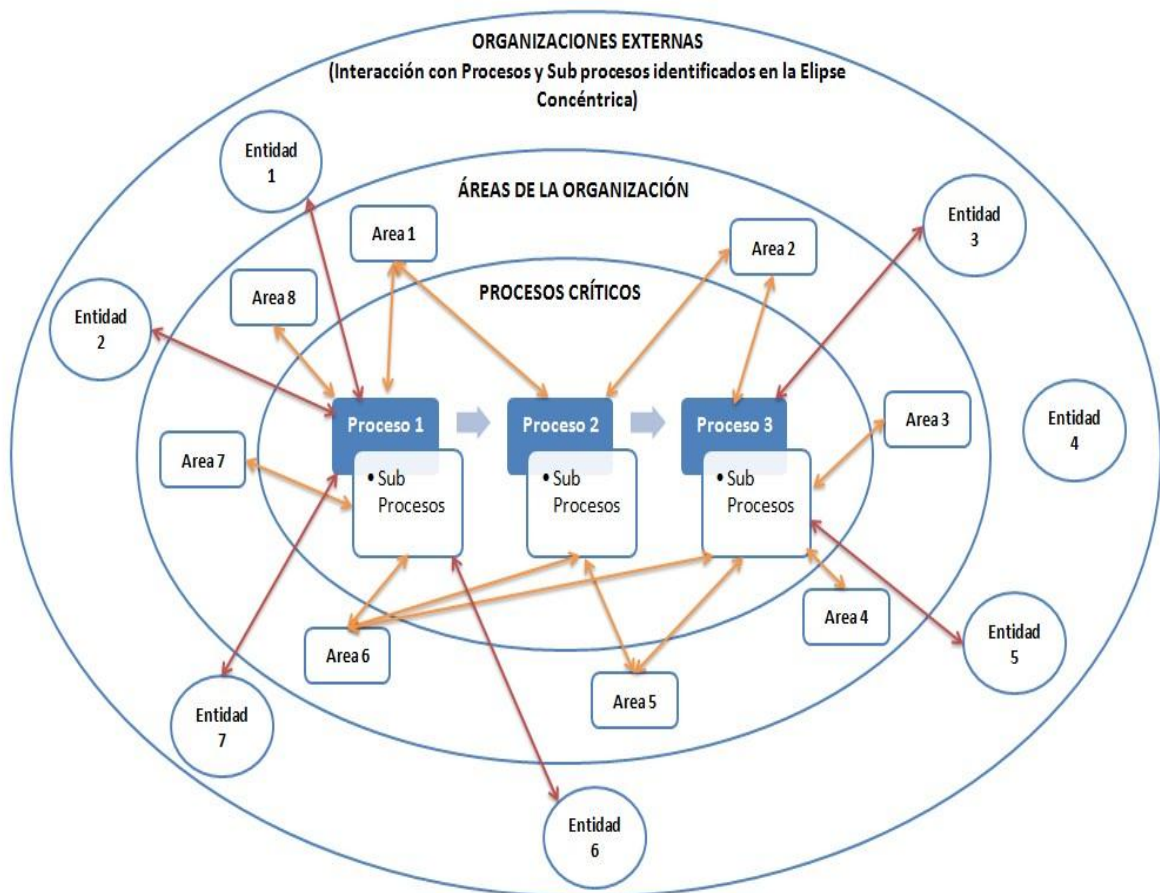 ORGANIZACIONES EXTERNAS
(Interacción con Procesos y Sub procesos identificados en la Elipse
Concéntrica)
Entidad
1
ÁREAS DE LA ORGANIZACIÓN
Entidad
3
Area 1
Area 2
Area 8
PROCESOS CRÍTICOS
Entidad
2
Proceso 1
Proceso 2
Proceso 3
Area 3
Entidad
4
Area 7
• Sub
Procesos
• Sub
Procesos
• Sub
Procesos
Area 4
Entidad
5
Area 6
Area 5
Entidad
7
Entidad
6